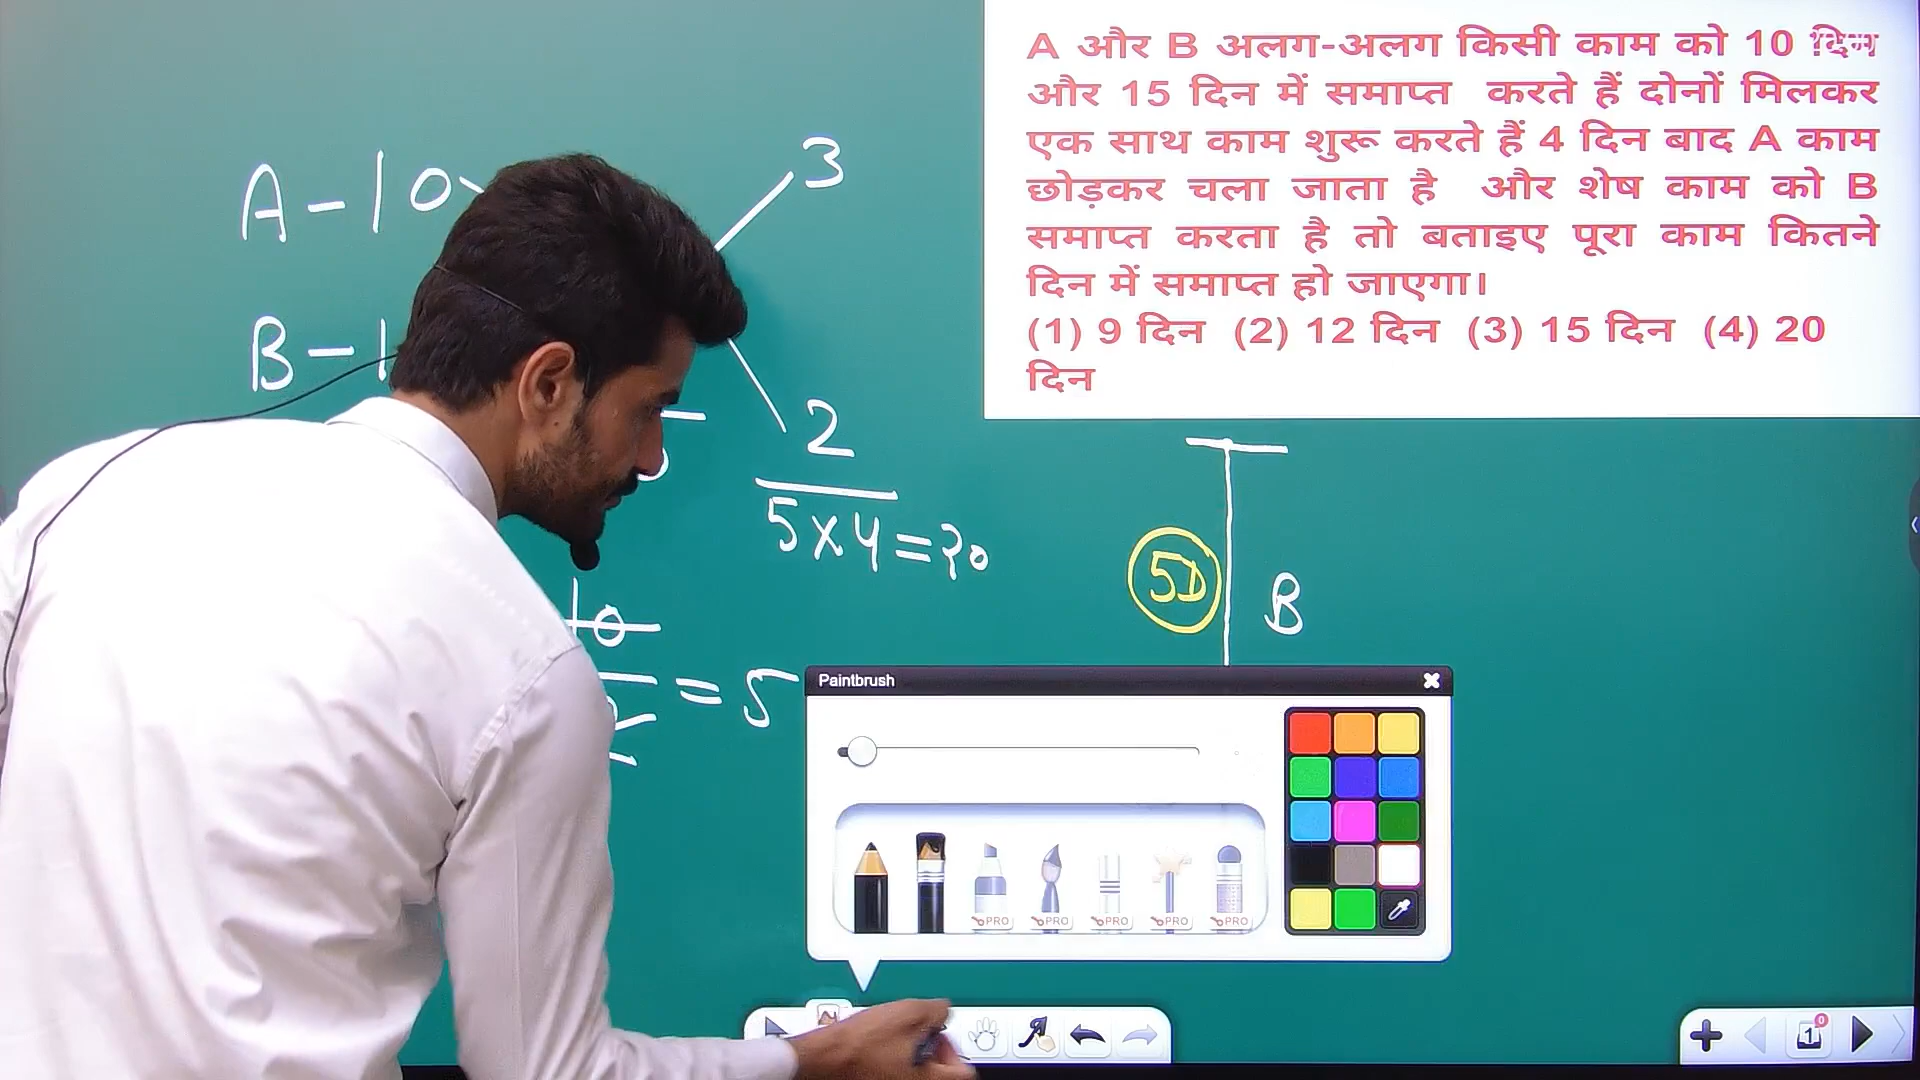 A और B अलग-अलग किसी काम को 10 दिन
और 15 दिन में समाप्त करते हैं दोनों मिलकर
एक साथ काम शुरू करते हैं 4 दिन बाद A काम
छोड़कर चला जाता है और शेष काम को B
समाप्त करता है तो बताइए पूरा काम कितने
दिन में समाप्त हो जाएगा।
(1) 9 दिन (2) 12 दिन (3) 15 दिन (4) 20
दिन
A-10
3
B-1
2
5x4=20
10
= 5
5D
B
Paintbrush
PRO PRO PRO PRO PRO
1
0